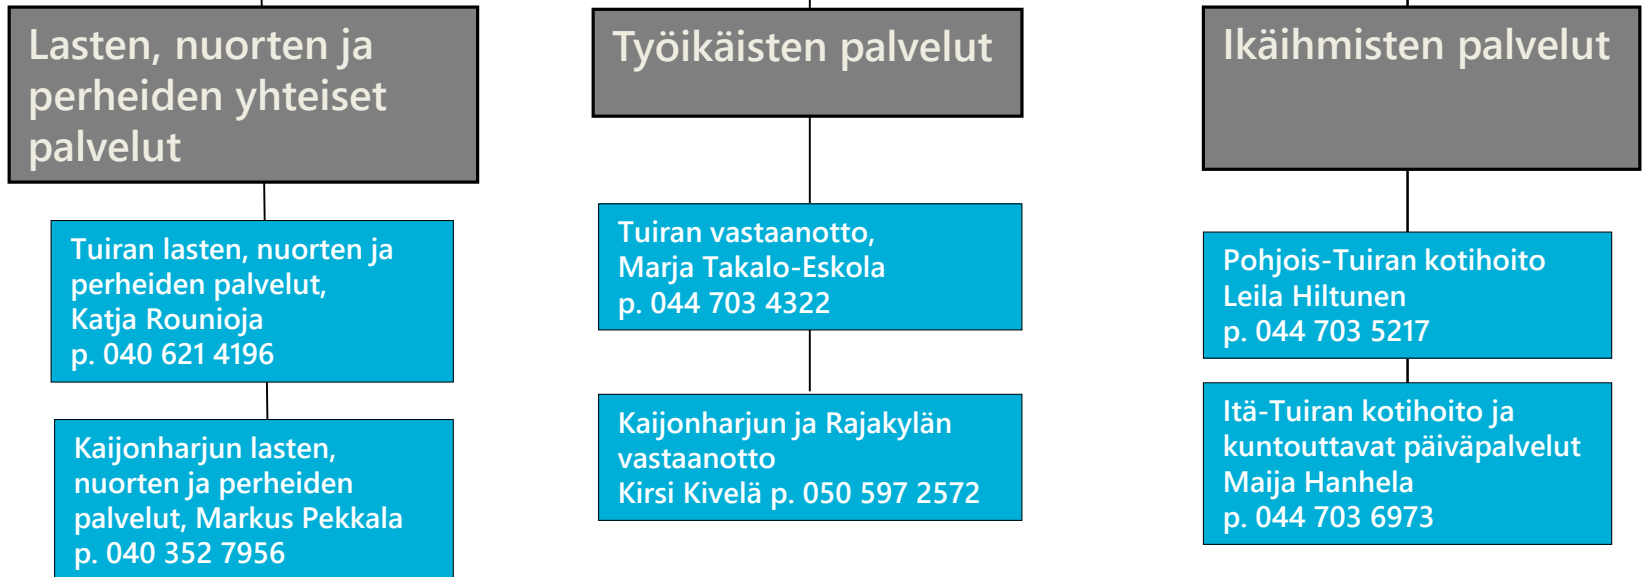 Lasten, nuorten ja
perheiden yhteiset
palvelut
Tuiran lasten, nuorten ja
perheiden palvelut,
Katja Rounioja
p. 040 621 4196
Kaijonharjun lasten,
nuorten ja perheiden
palvelut, Markus Pekkala
p. 040 352 7956
Työikäisten palvelut
Tuiran vastaanotto,
Marja Takalo-Eskola
p. 044 703 4322
Kaijonharjun ja Rajakylän
vastaanotto
Kirsi Kivelä p. 050 597 2572
Ikäihmisten palvelut
Pohjois-Tuiran kotihoito
Leila Hiltunen
p. 044 703 5217
Itä-Tuiran kotihoito ja
kuntouttavat päiväpalvelut
Maija Hanhela
p. 044 703 6973